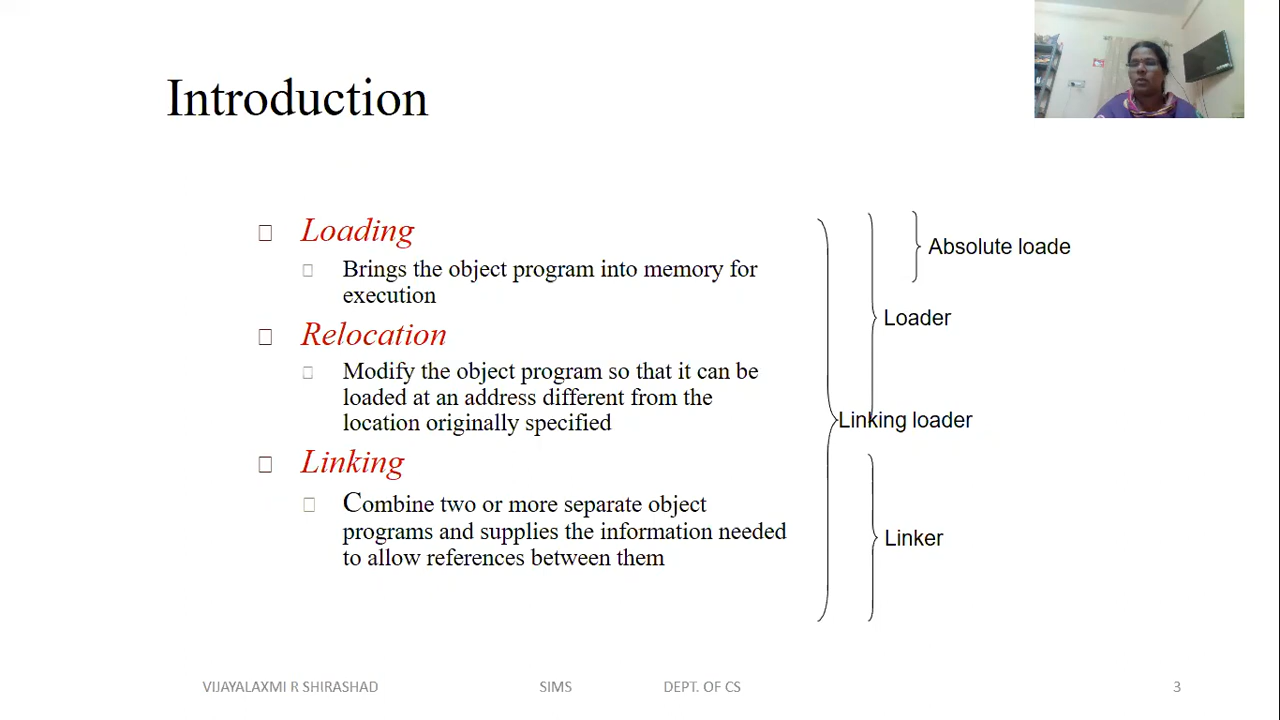 Introduction
Loading
Brings the object program into memory for
execution
Relocation
Modify the object program so that it can be
loaded at an address different from the
location originally specified
Linking
Combine two or more separate object
programs and supplies the information needed
to allow references between them
Absolute loade
Loader
Linking loader
Linker
VIJAYALAXMI R SHIRASHAD SIMS DEPT. OF CS 3